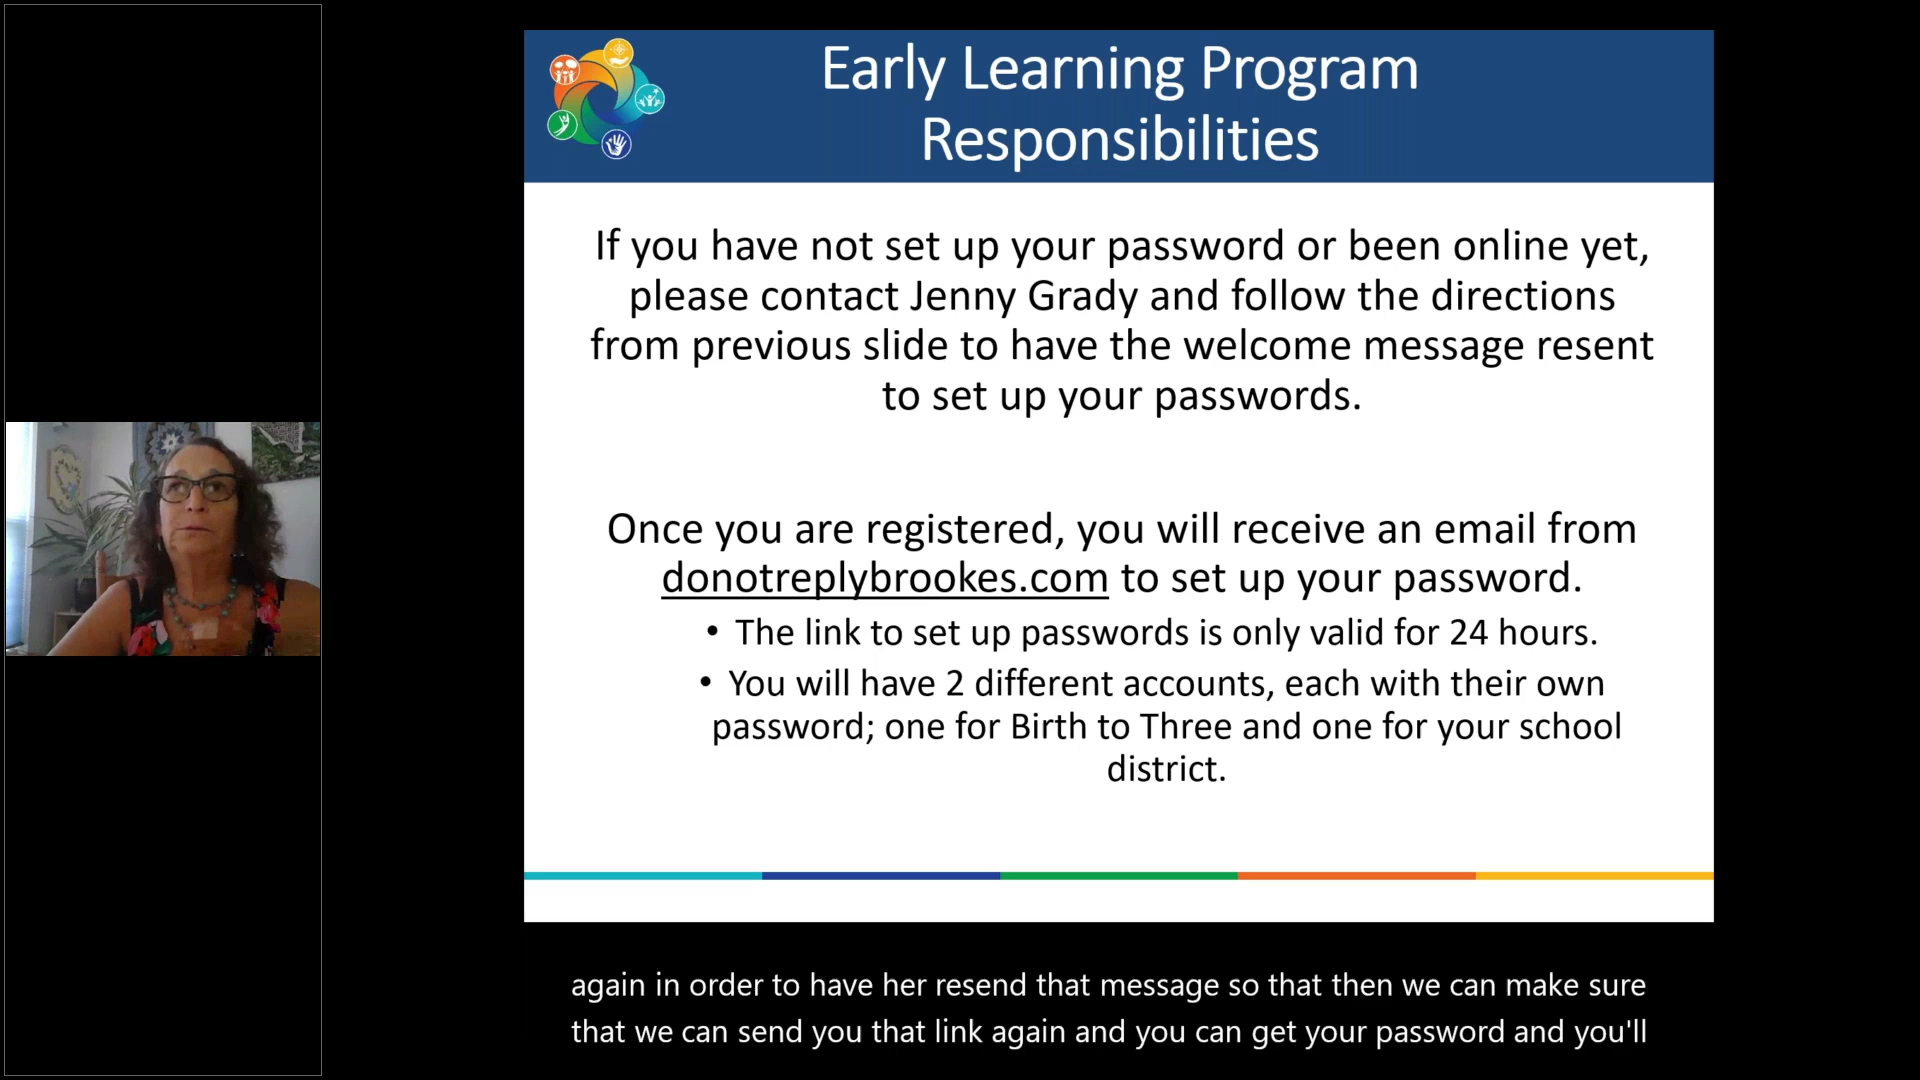 Early Learning Program
Responsibilities
If you have not set up your password or been online yet,
please contact Jenny Grady and follow the directions
from previous slide to have the welcome message resent
to set up your passwords.
Once you are registered, you will receive an email from
donotreplybrookes.com to set up your password.
• The link to set up passwords is only valid for 24 hours.
• You will have 2 different accounts, each with their own
password; one for Birth to Three and one for your school
district.
again in order to have her resend that message so that then we can make sure
that we can send you that link again and you can get your password and you'll